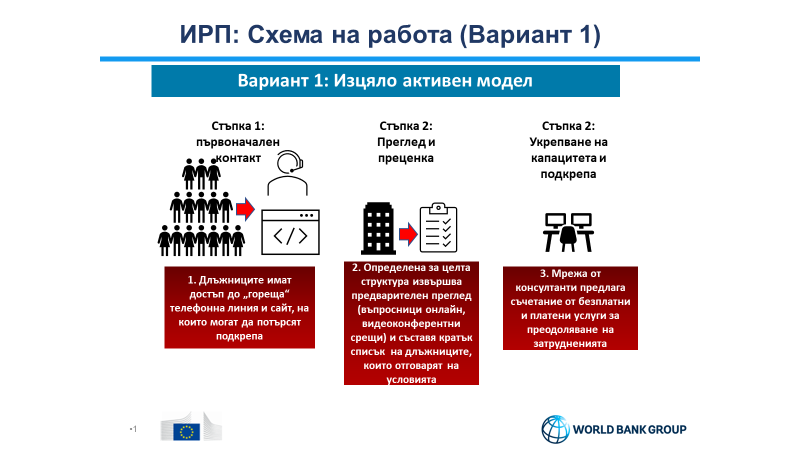 ИРП: Схема на работа (Вариант 1)
Вариант 1: Изцяло активен модел
Стъпка 1:
първоначален
контакт
Стъпка 2:
Преглед и
преценка
Стъпка 2:
Укрепване на
капацитета и
подкрепа
</>
1. Длъжниците имат
достъп до „гореща“
телефонна линия и сайт, на
които могат да потърсят
подкрепа
2. Определена за целта
структура извършва
предварителен преглед
(въпросници онлайн,
видеоконферентни
срещи) и съставя кратък
списък на длъжниците,
които отговарят на
условията
3. Мрежа от
консултанти предлага
съчетание от безплатни
и платени услуги за
преодоляване на
затрудненията
•1
WORLD BANK GROUP